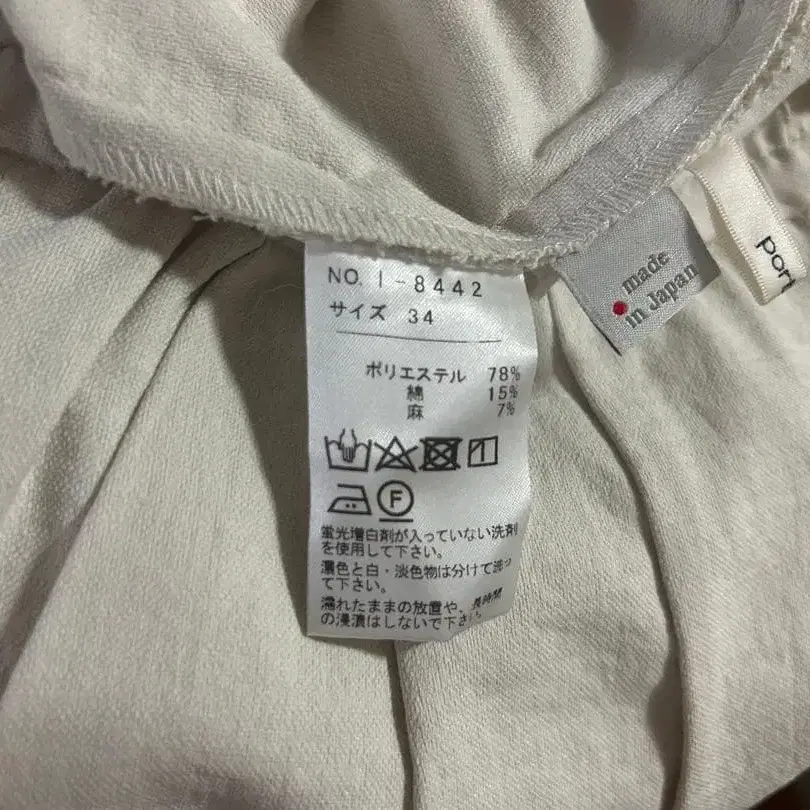 NO. I-8442
サイズ 34
ポリエステル 78%
綿 15%
麻 7%
F
蛍光増白剤が入っていない洗剤
を使用して下さい。
濃色と白・淡色物は分けて洗っ
て下さい。
濡れたままの放置や、長時間
の浸漬はしないで下さ
made
in Japan
port